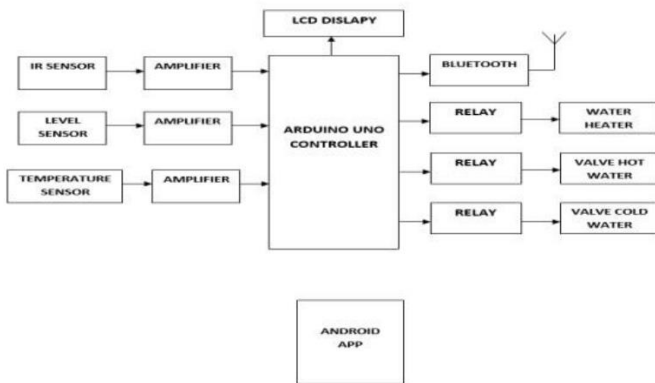 LCD DISLAPY
IR SENSOR
AMPLIFIER
BLUETOOTH
LEVEL
SENSOR
AMPLIFIER
ARDUINO UNO
CONTROLLER
RELAY
WATER
HEATER
TEMPERATURE
SENSOR
AMPLIFIER
RELAY
VALVE HOT
WATER
RELAY
VALVE COLD
WATER
ANDROID
APP